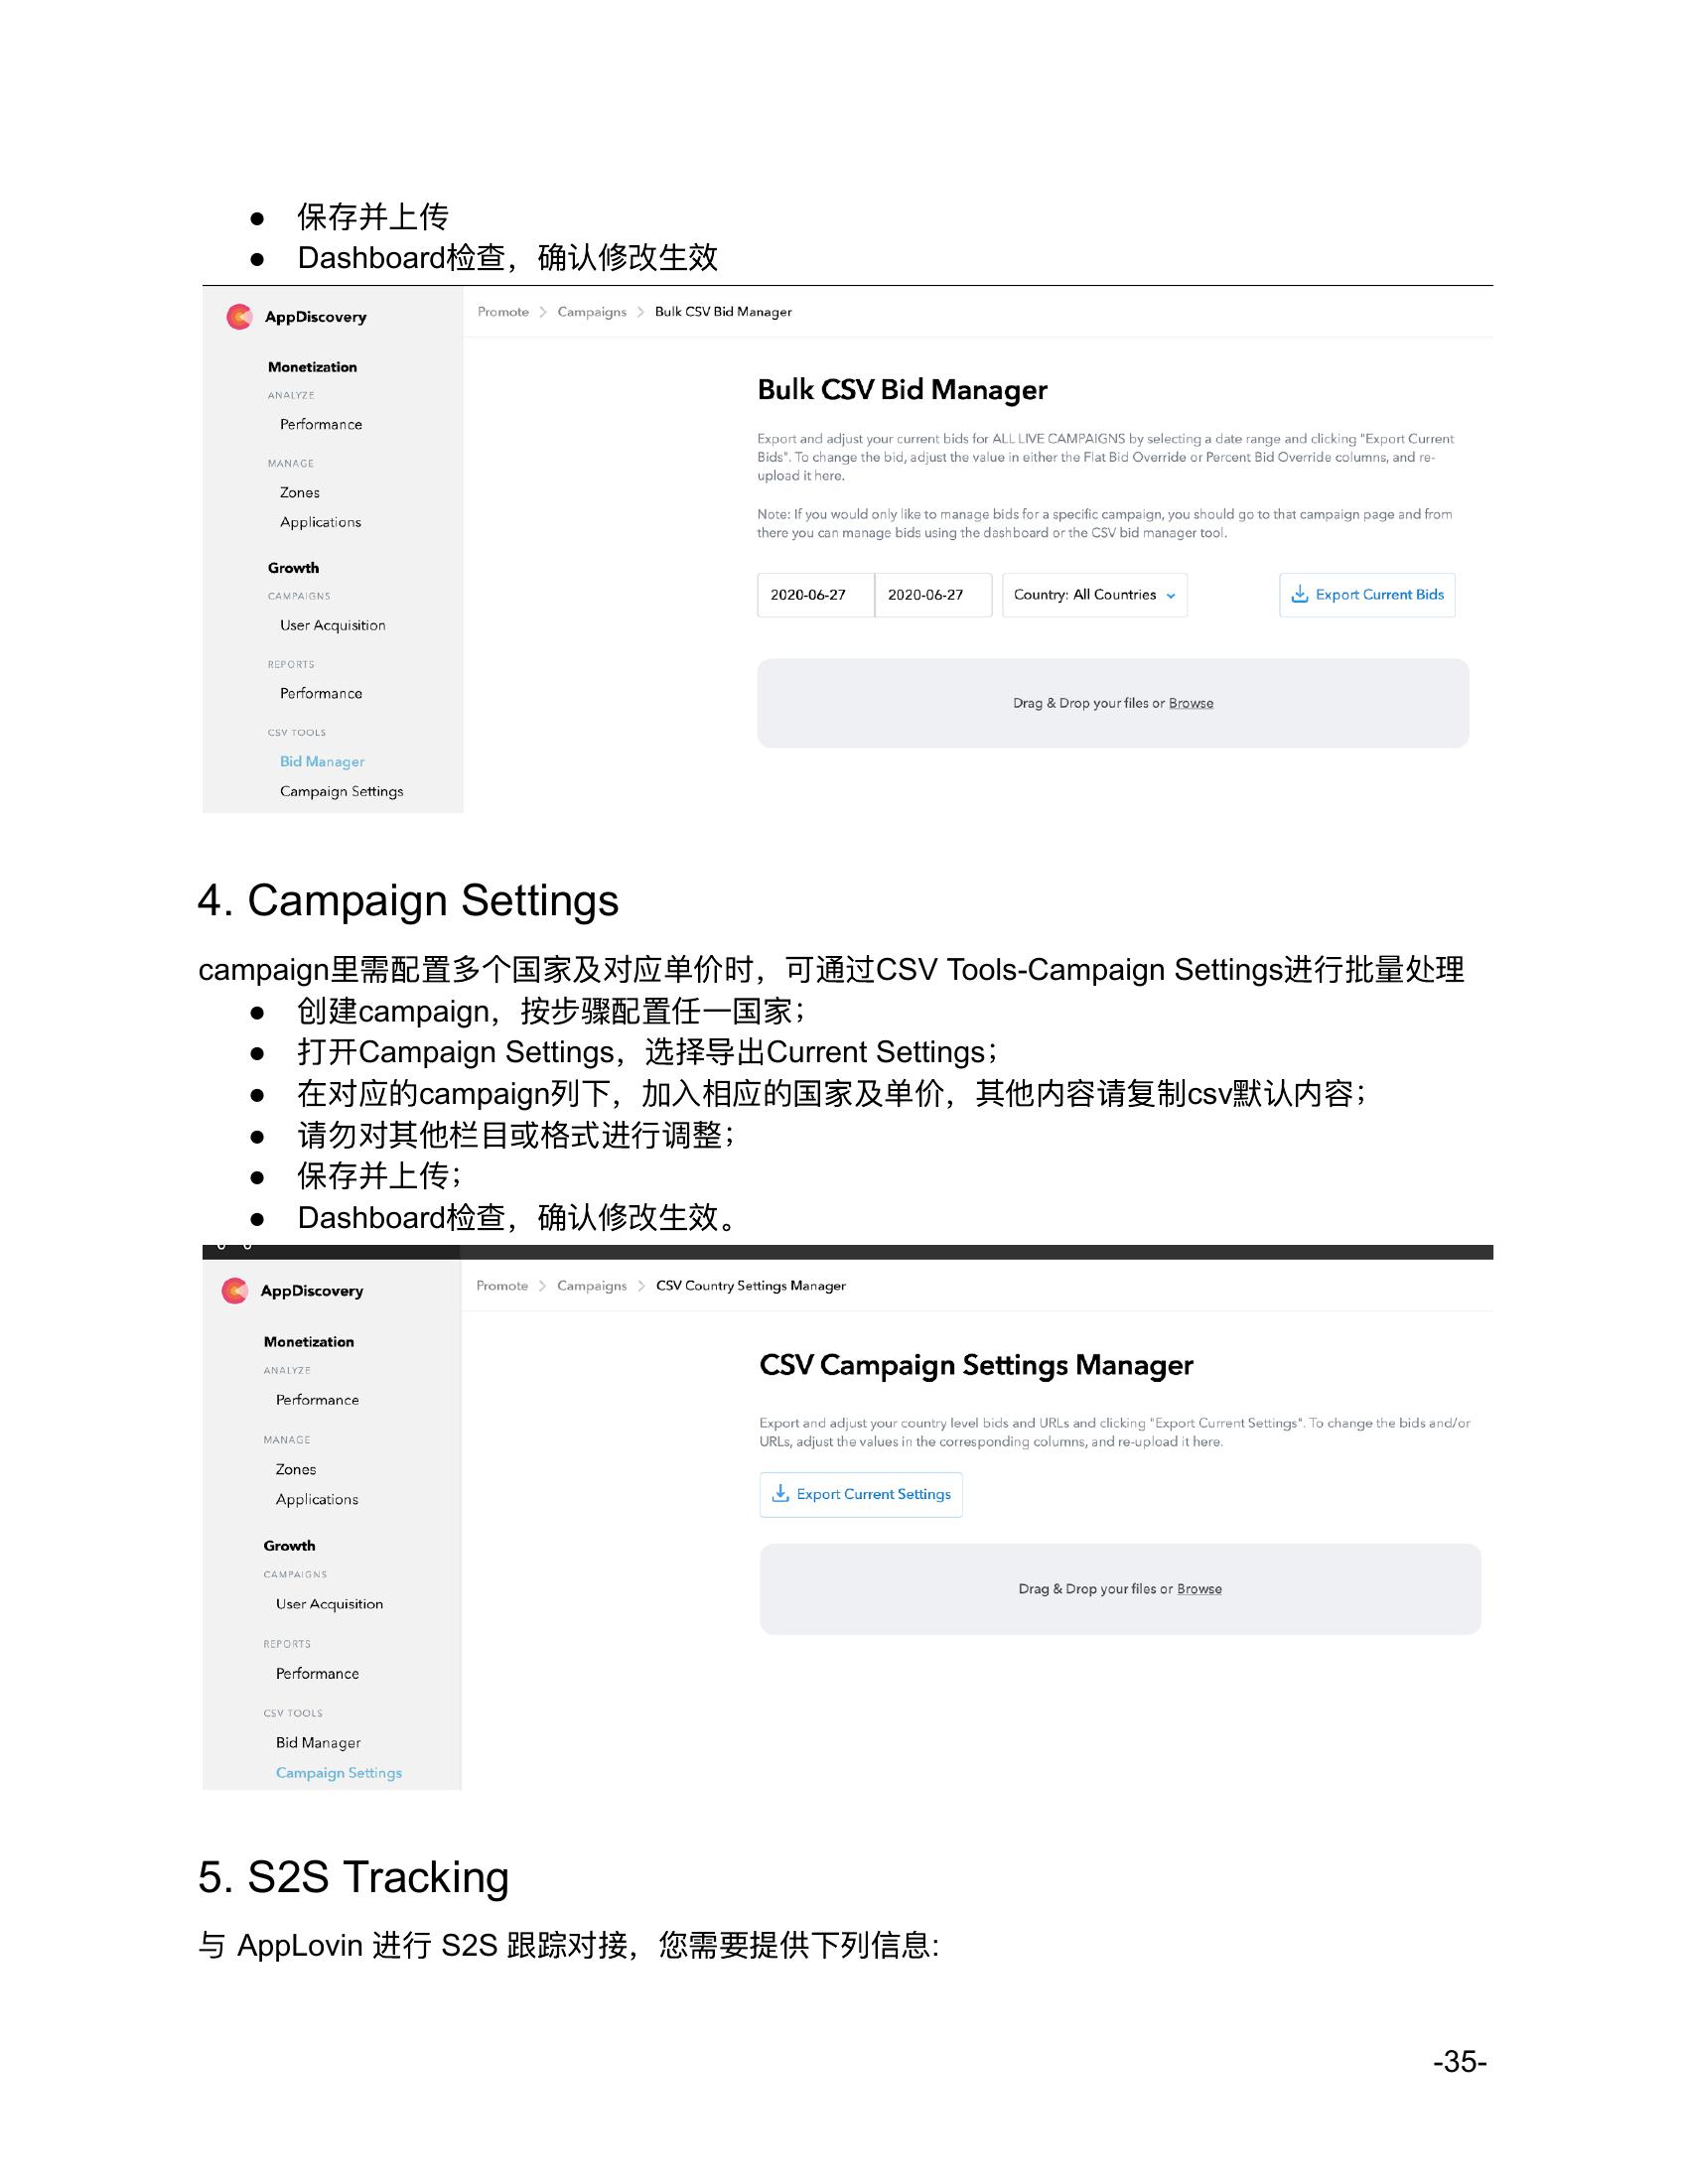 ● 保存并上传
● Dashboard检查，确认修改生效
AppDiscovery
Promote > Campaigns > Bulk CSV Bid Manager
Monetization
ANALYZE
Performance
MANAGE
Zones
Applications
Growth
CAMPAIGNS
User Acquisition
REPORTS
Performance
CSV TOOLS
Bid Manager
Campaign Settings
Bulk CSV Bid Manager
Export and adjust your current bids for ALL LIVE CAMPAIGNS by selecting a date range and clicking "Export Current
Bids". To change the bid, adjust the value in either the Flat Bid Override or Percent Bid Override columns, and re-
upload it here.
Note: If you would only like to manage bids for a specific campaign, you should go to that campaign page and from
there you can manage bids using the dashboard or the CSV bid manager tool.
2020-06-27 2020-06-27 Country: All Countries Export Current Bids
Drag & Drop your files or Browse
4. Campaign Settings
campaign里需配置多个国家及对应单价时，可通过CSV Tools-Campaign Settings进行批量处理
● 创建campaign，按步骤配置任一国家；
● 打开Campaign Settings，选择导出Current Settings；
● 在对应的campaign列下，加入相应的国家及单价，其他内容请复制csv默认内容；
● 请勿对其他栏目或格式进行调整；
● 保存并上传；
● Dashboard检查，确认修改生效。
AppDiscovery
Promote > Campaigns > CSV Country Settings Manager
Monetization
ANALYZE
Performance
MANAGE
Zones
Applications
Growth
CAMPAIGNS
User Acquisition
REPORTS
Performance
CSV TOOLS
Bid Manager
Campaign Settings
CSV Campaign Settings Manager
Export and adjust your country level bids and URLs and clicking "Export Current Settings". To change the bids and/or
URLs, adjust the values in the corresponding columns, and re-upload it here.
Export Current Settings
Drag & Drop your files or Browse
5. S2S Tracking
与 AppLovin 进行 S2S 跟踪对接，您需要提供下列信息:
-35-